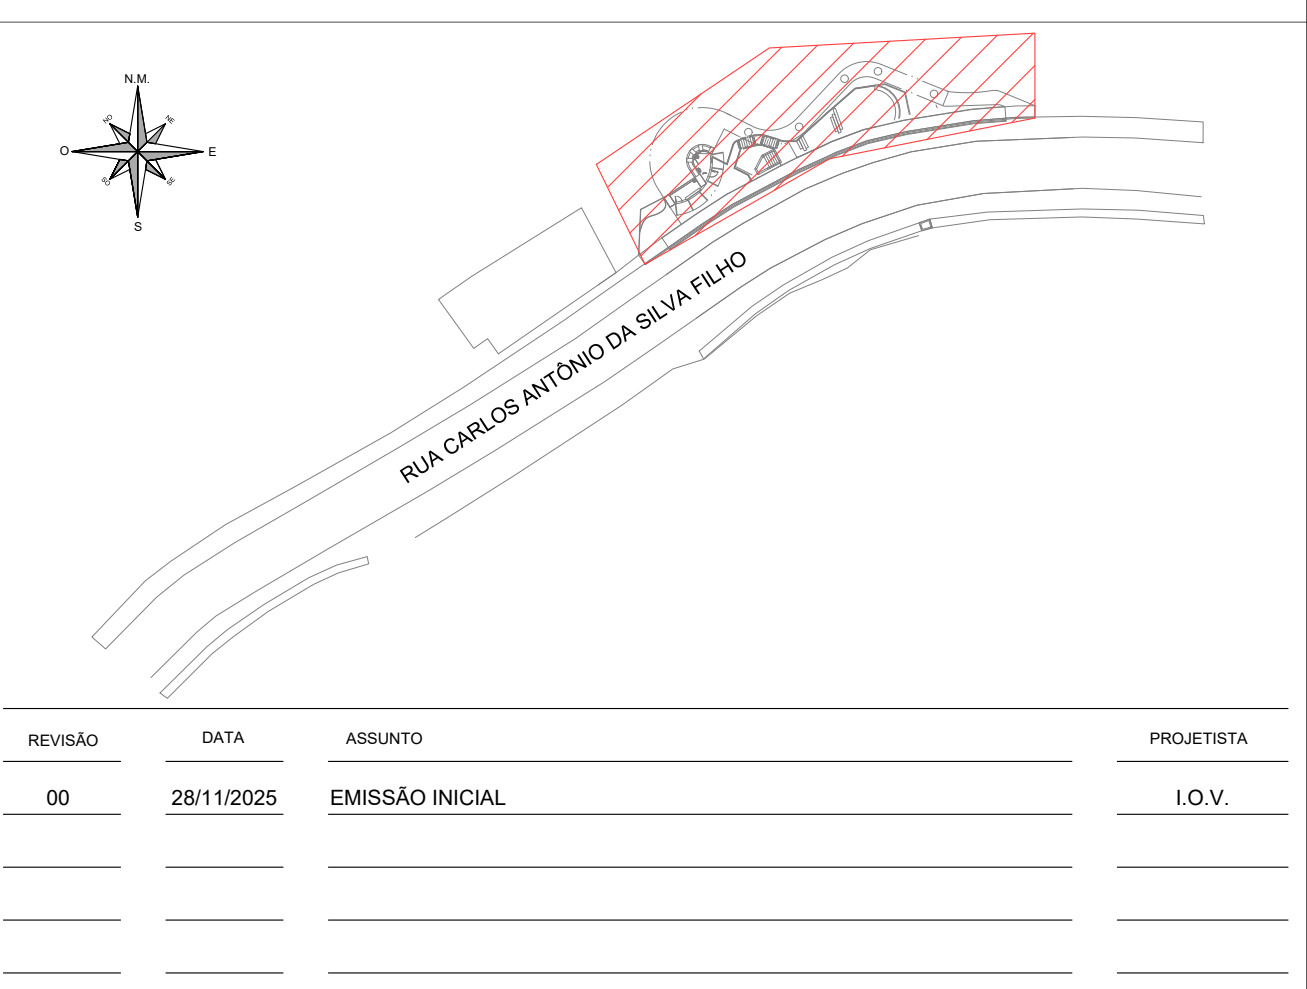 N.M.
NO
NE
O
E
SO
SE
S
RUA CARLOS ANTÔNIO DA SILVA FILHO
REVISÃO DATA ASSUNTO PROJETISTA
00 28/11/2025 EMISSÃO INICIAL I.O.V.